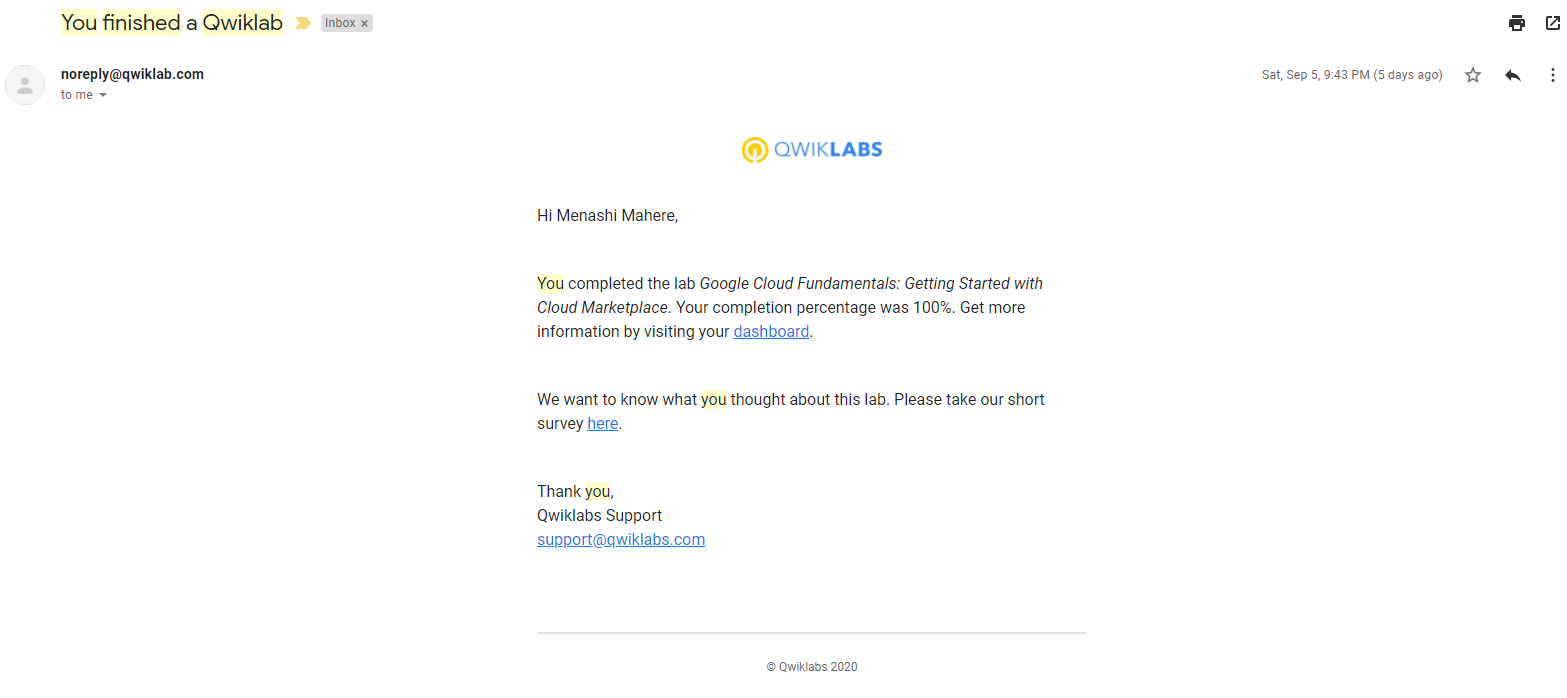 You finished a Qwiklab
Inbox ×
noreply@qwiklab.com
Sat, Sep 5, 9:43 PM (5 days ago)
to me
QWIKLABS
Hi Menashi Mahere,
You completed the lab Google Cloud Fundamentals: Getting Started with
Cloud Marketplace. Your completion percentage was 100%. Get more
information by visiting your dashboard.
We want to know what you thought about this lab. Please take our short
survey here.
Thank you,
Qwiklabs Support
support@qwiklabs.com
© Qwiklabs 2020